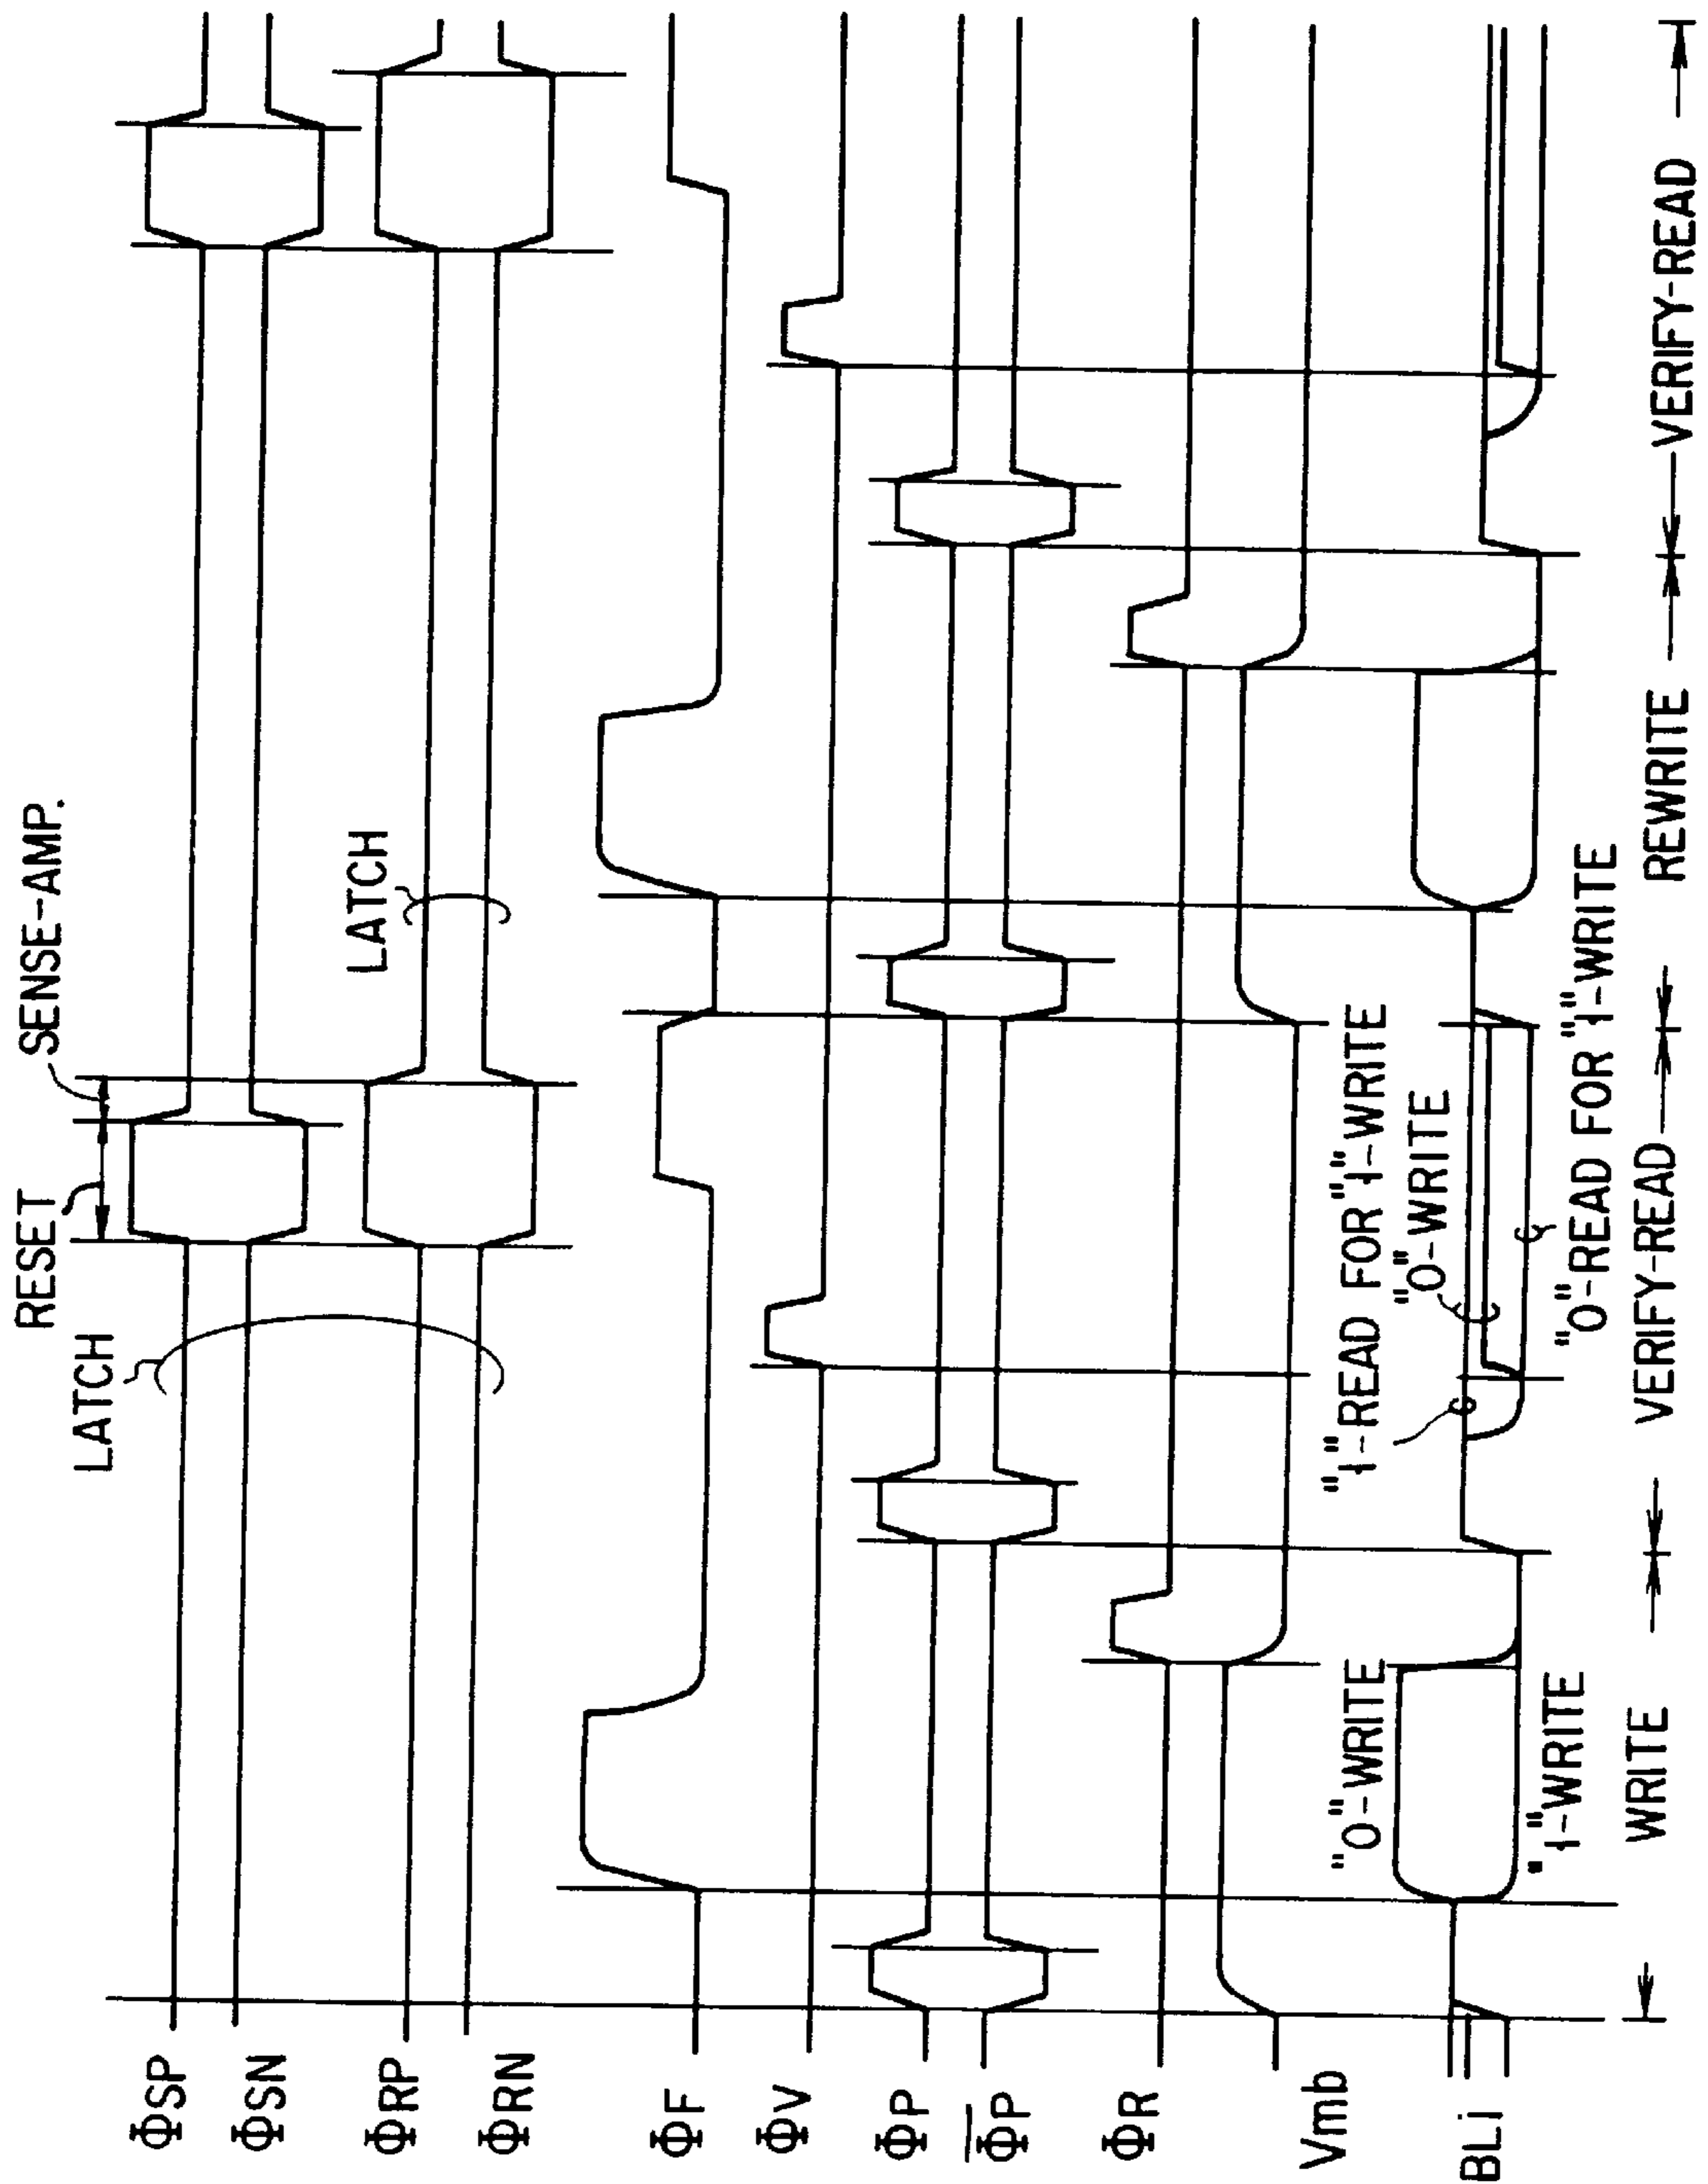 RESET
SENSE-AMP.
LATCH
LATCH
ΦSP
ΦSN
ΦRP
ΦRN
ΦF
ΦV
ΦP
Φ̅P̅
ΦR
Vmb
BLi
"0"-WRITE
"1"-WRITE
"1"-READ FOR "1"-WRITE
"0"-WRITE
"0"-READ FOR "1"-WRITE
WRITE
VERIFY-READ
REWRITE
VERIFY-READ